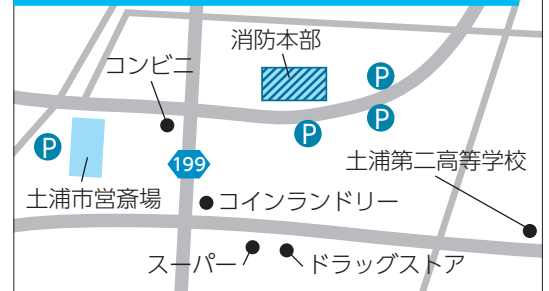 消防本部
コンビニ
P
P
P
P
199
土浦第二高等学校
土浦市営斎場
コインランドリー
スーパー
ドラッグストア